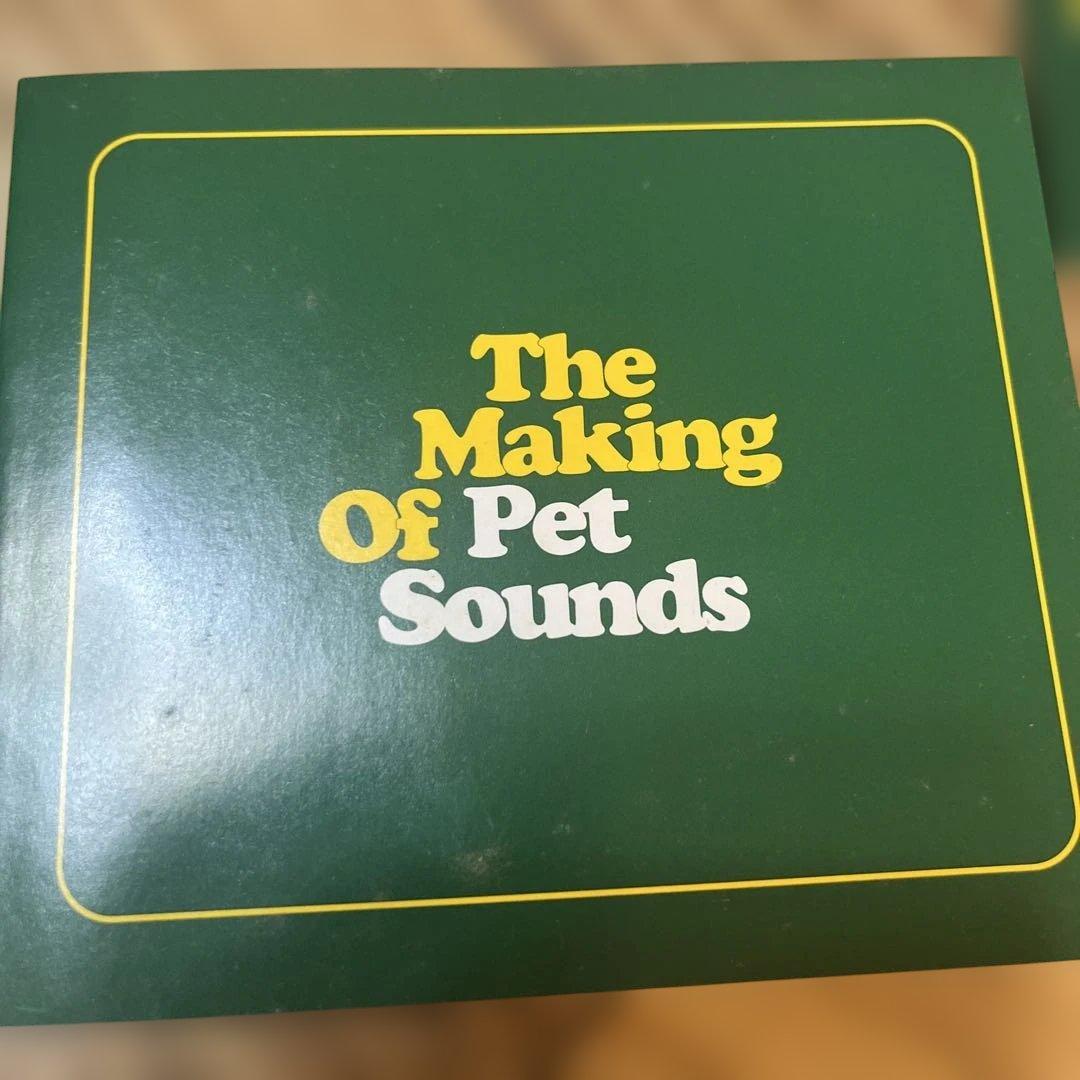 The
Making
Of Pet
Sounds